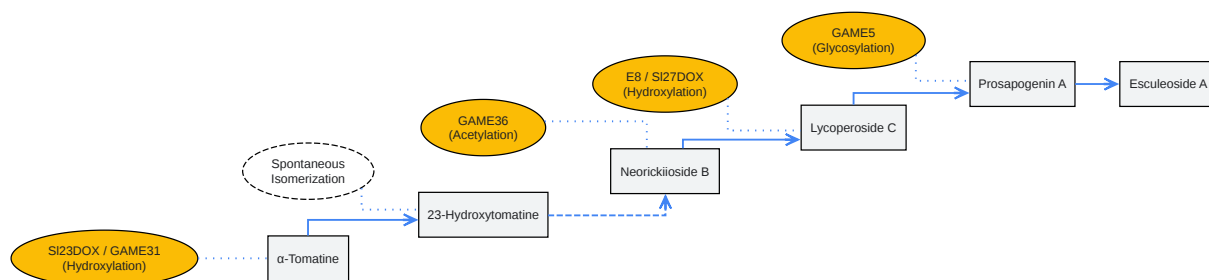 GAME5
(Glycosylation)
E8 / Sl27DOX
(Hydroxylation)
Prosapogenin A
Esculeoside A
GAME36
(Acetylation)
Lycoperoside C
Spontaneous
Isomerization
Neorickiioside B
23-Hydroxytomatine
Sl23DOX / GAME31
(Hydroxylation)
α-Tomatine